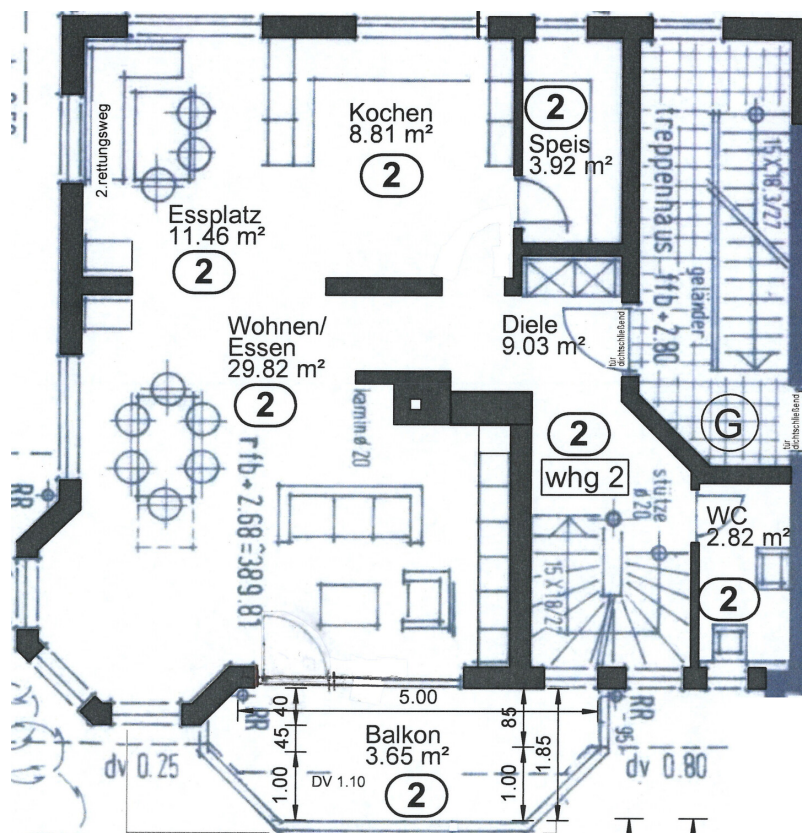 2.rettungsweg
Kochen
8.81 m²
2
2
Speis
3.92 m²
Essplatz
11.46 m²
2
treppenhaus ffb+2.80
geländer
15 X 18.3/27
Wohnen/
Essen
29.82 m²
2
Diele
9.03 m²
tür
dichtschließend
tür
dichtschließend
G
2
whg 2
kamin ø 20
rfb+2.68=389.81
RR
stütze
ø 20
15 X 18/27
WC
2.82 m²
2
5.00
40
45
1.00
85
1.00
1.85
RR
RR
-95
Balkon
3.65 m²
2
DV 1.10
dv 0.25
dv 0.80